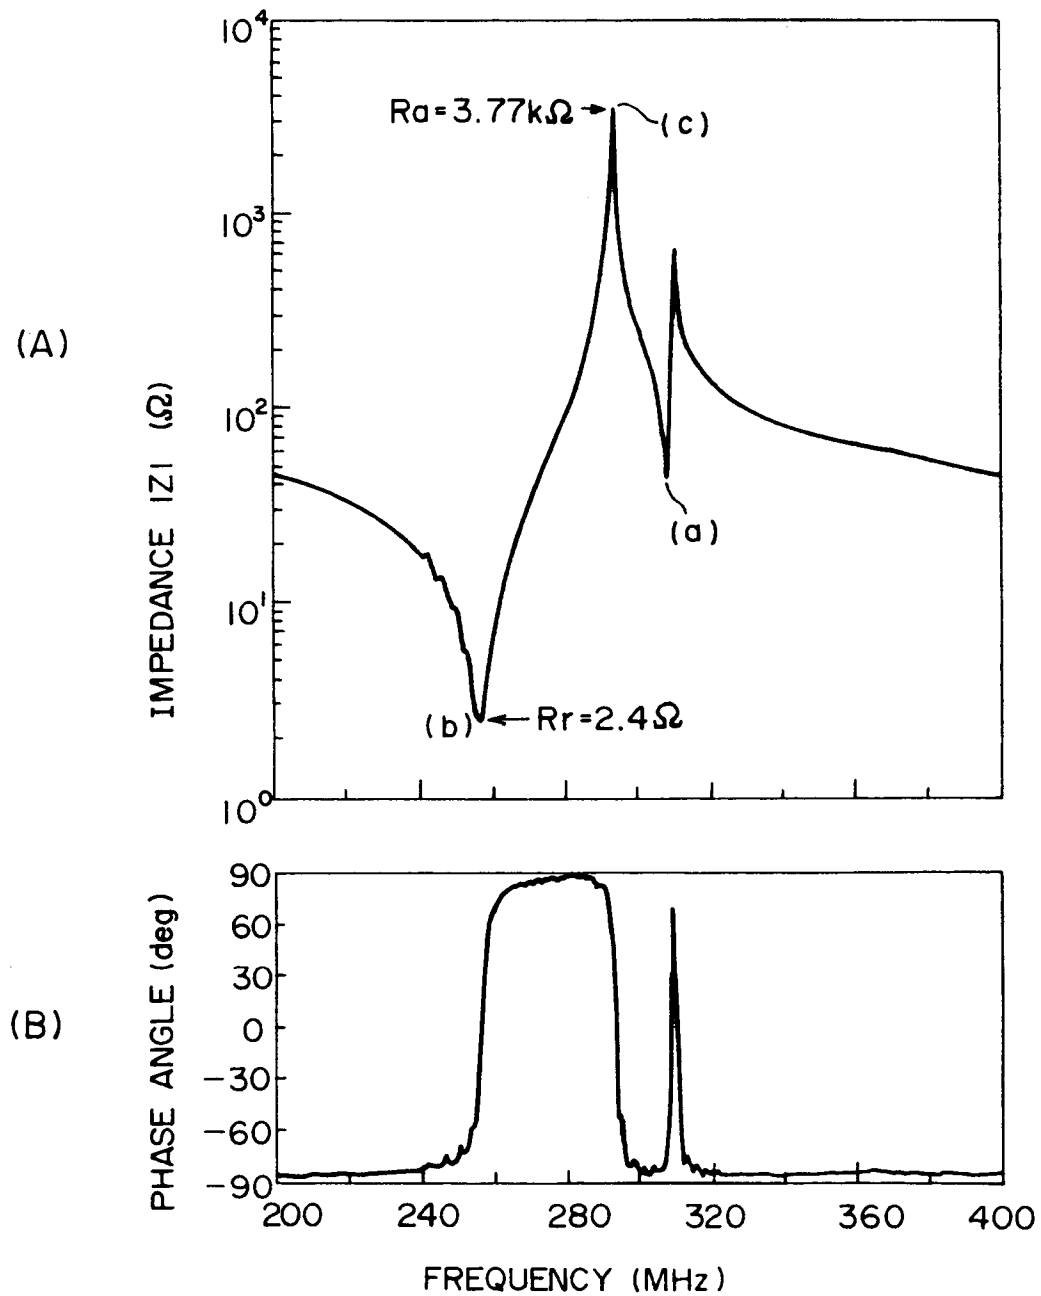 (A)
IMPEDANCE |Z| (Ω)
10⁴
10³
10²
10¹
10⁰
Ra=3.77kΩ
(c)
(a)
(b)
Rr=2.4Ω
(B)
PHASE ANGLE (deg)
90
60
30
0
−30
−60
−90
200 240 280 320 360 400
FREQUENCY (MHz)